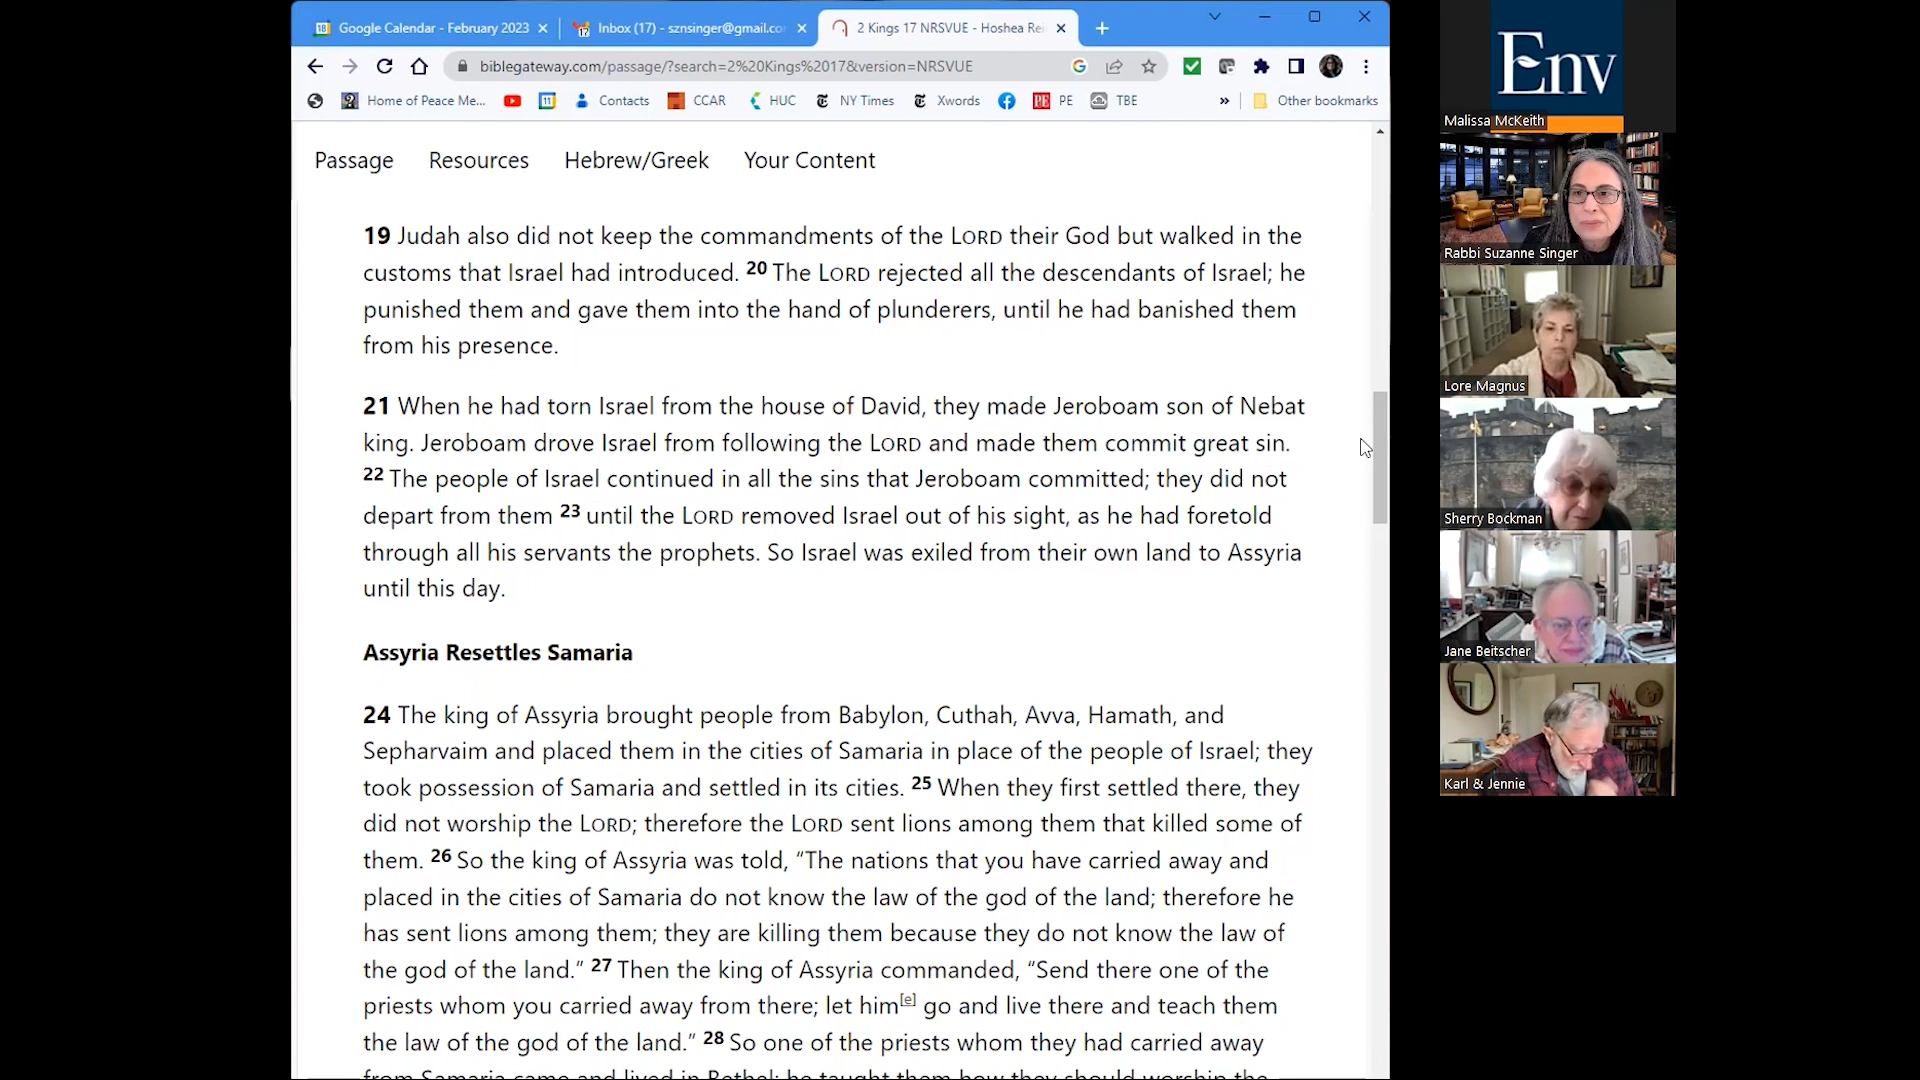 Google Calendar - February 2023
Inbox (17) - sznsinger@gmail.co
2 Kings 17 NRSVUE - Hoshea Rei
biblegateway.com/passage/?search=2%20Kings%2017&version=NRSVUE
Home of Peace Me...
Contacts
CCAR
HUC
NY Times
Xwords
PE
TBE
Other bookmarks
Passage Resources Hebrew/Greek Your Content
19 Judah also did not keep the commandments of the LORD their God but walked in the
customs that Israel had introduced. 20 The LORD rejected all the descendants of Israel; he
punished them and gave them into the hand of plunderers, until he had banished them
from his presence.
21 When he had torn Israel from the house of David, they made Jeroboam son of Nebat
king. Jeroboam drove Israel from following the LORD and made them commit great sin.
22 The people of Israel continued in all the sins that Jeroboam committed; they did not
depart from them 23 until the LORD removed Israel out of his sight, as he had foretold
through all his servants the prophets. So Israel was exiled from their own land to Assyria
until this day.
Assyria Resettles Samaria
24 The king of Assyria brought people from Babylon, Cuthah, Avva, Hamath, and
Sepharvaim and placed them in the cities of Samaria in place of the people of Israel; they
took possession of Samaria and settled in its cities. 25 When they first settled there, they
did not worship the LORD; therefore the LORD sent lions among them that killed some of
them. 26 So the king of Assyria was told, “The nations that you have carried away and
placed in the cities of Samaria do not know the law of the god of the land; therefore he
has sent lions among them; they are killing them because they do not know the law of
the god of the land.” 27 Then the king of Assyria commanded, “Send there one of the
priests whom you carried away from there; let him[e] go and live there and teach them
the law of the god of the land.” 28 So one of the priests whom they had carried away
from Samaria came and lived in Bethel; he taught them how they should worship the
Env
Malissa McKeith
Rabbi Suzanne Singer
Lore Magnus
Sherry Bockman
Jane Beitscher
Karl & Jennie